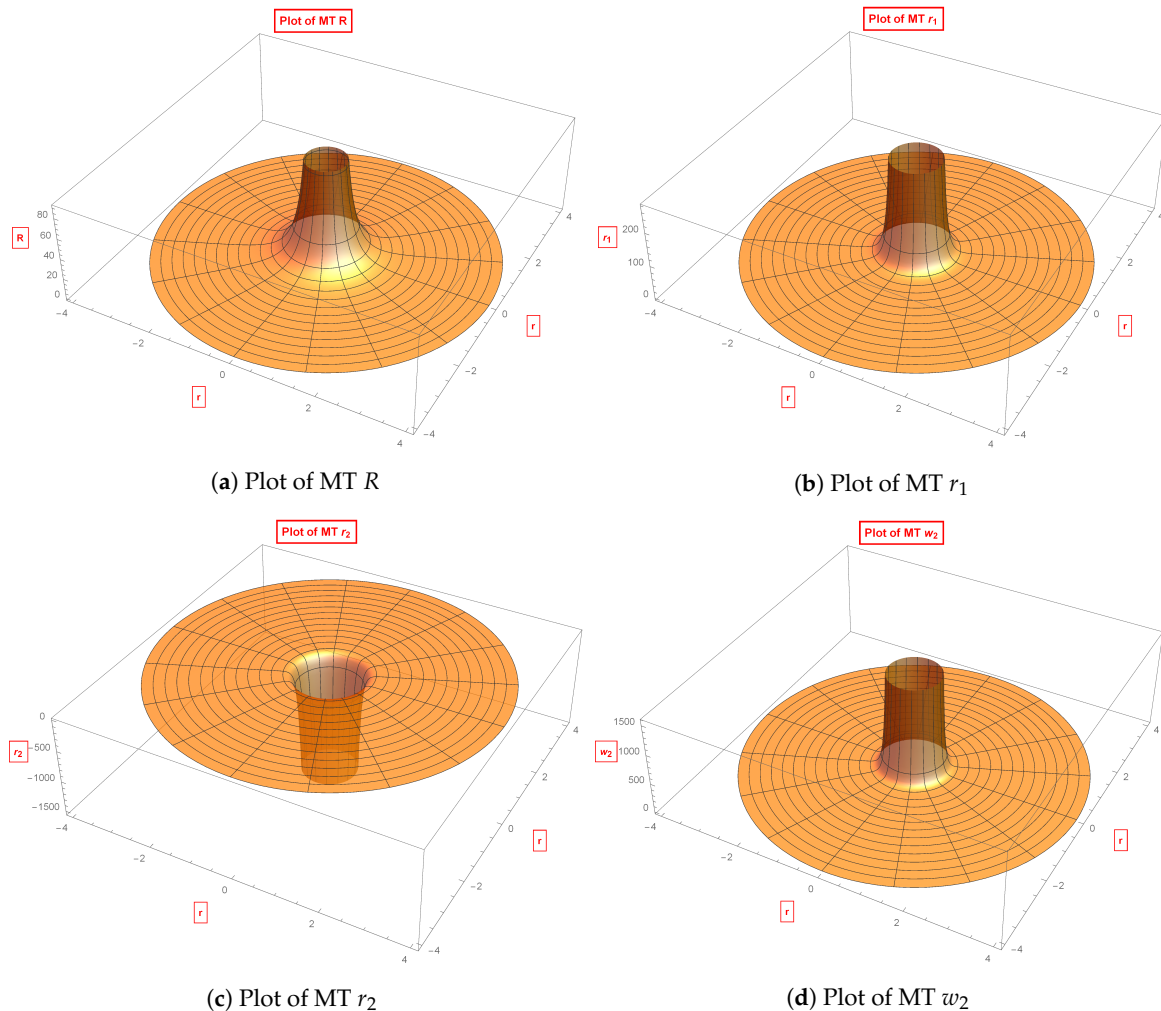 Plot of MT R
80
60
R
40
20
0
-4
-2
0
r
2
4
-4
-2
0
r
2
4
(a) Plot of MT R
Plot of MT r₁
200
r₁
100
0
-4
-2
0
r
2
4
-4
-2
0
r
2
4
(b) Plot of MT r₁
Plot of MT r₂
0
-500
r₂
-1000
-1500
-4
-2
0
r
2
4
-4
-2
0
r
2
4
(c) Plot of MT r₂
Plot of MT w₂
1500
1000
w₂
500
0
-4
-2
0
r
2
4
-4
-2
0
r
2
4
(d) Plot of MT w₂